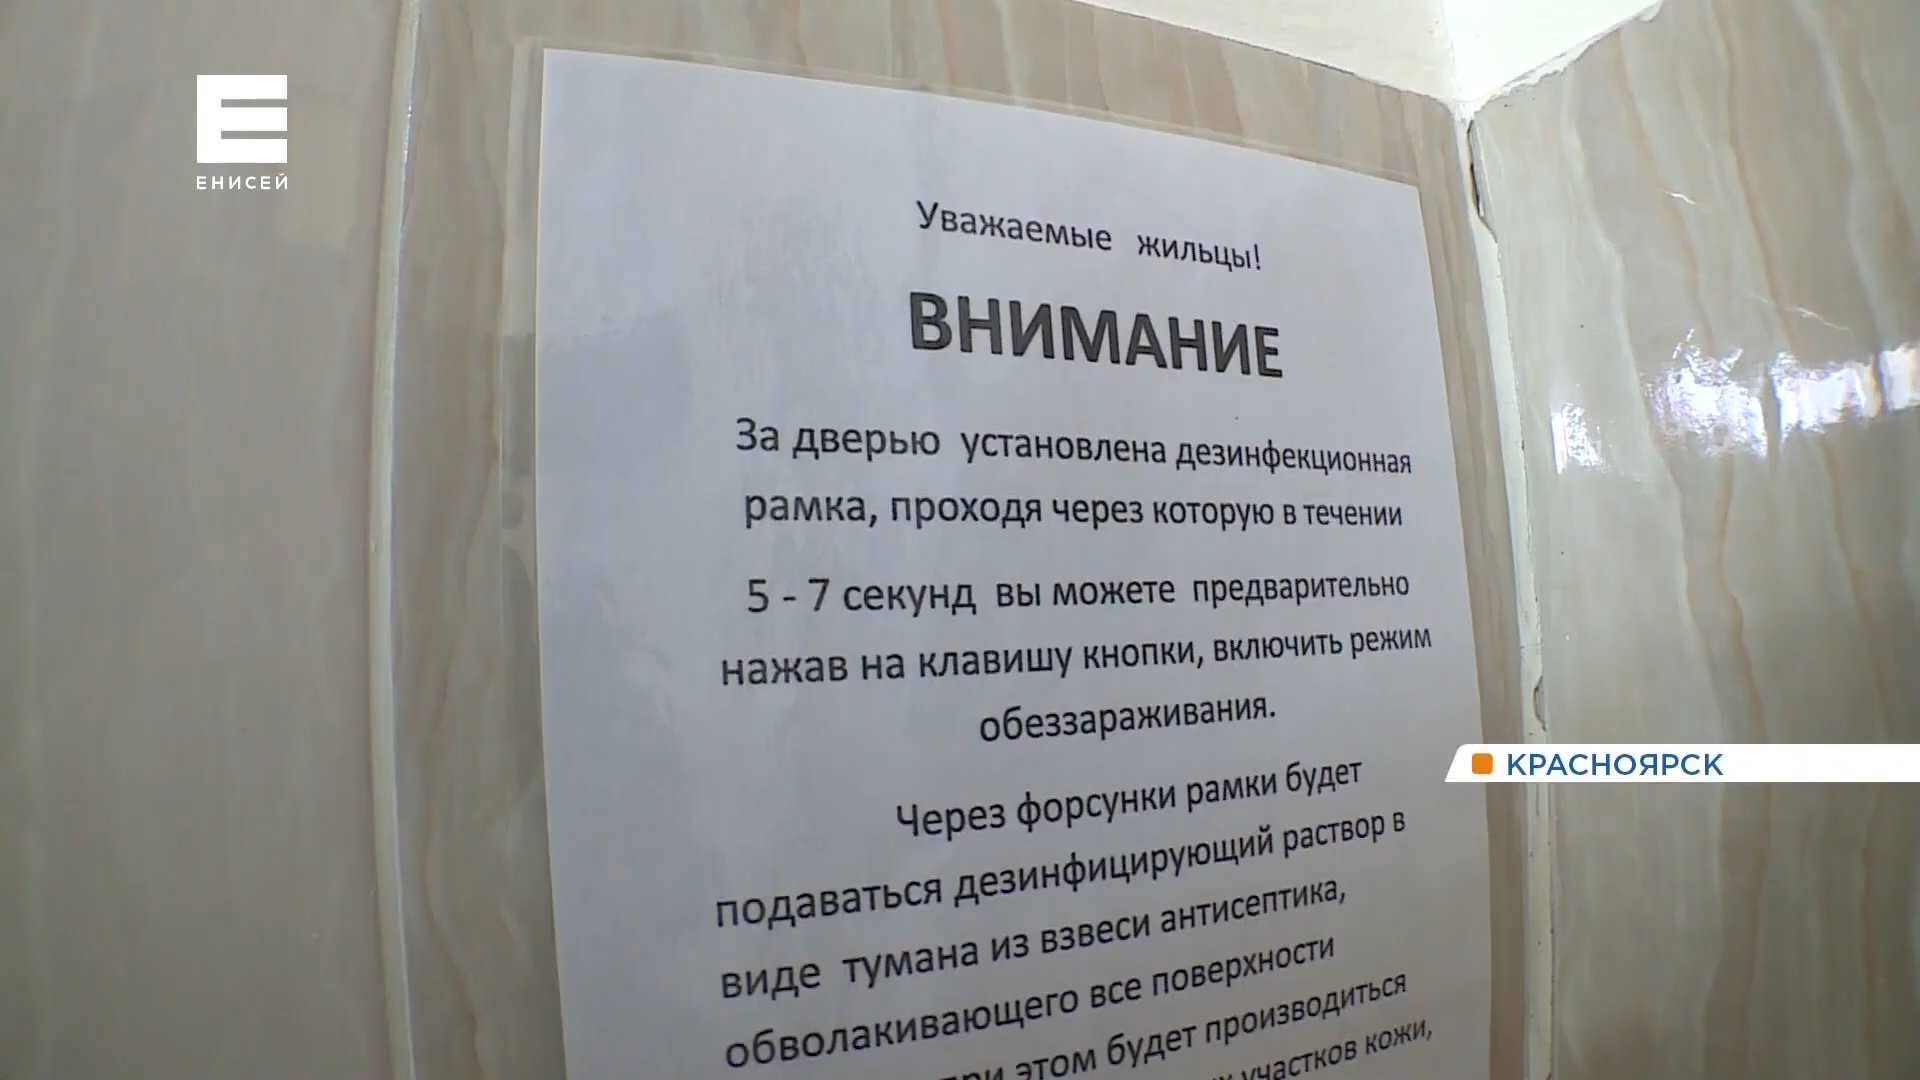 ЕНИСЕЙ
Уважаемые жильцы!
ВНИМАНИЕ
За дверью установлена дезинфекционная
рамка, проходя через которую в течении
5 - 7 секунд вы можете предварительно
нажав на клавишу кнопки, включить режим
обеззараживания.
КРАСНОЯРСК
Через форсунки рамки будет
подаваться дезинфицирующий раствор в
виде тумана из взвеси антисептика,
обволакивающего все поверхности
при этом будет производиться
участков кожи,